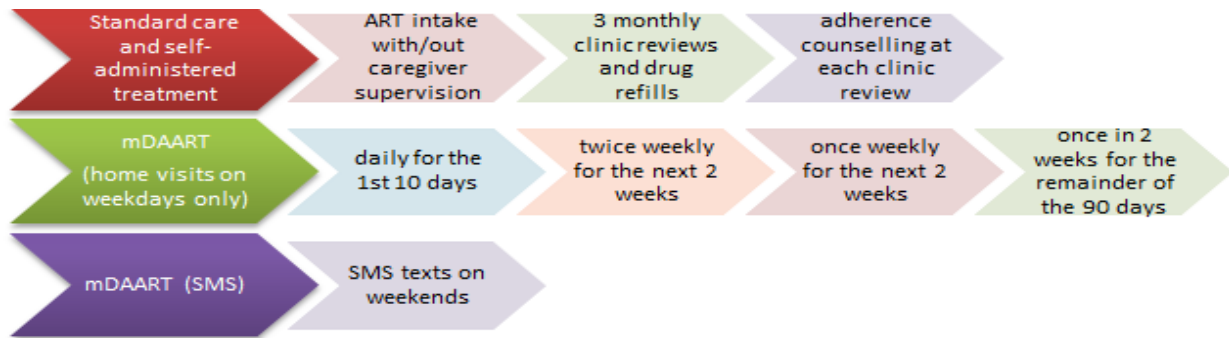 Standard care
and self-
administered
treatment
ART intake
with/out
caregiver
supervision
3 monthly
clinic reviews
and drug
refills
adherence
counselling at
each clinic
review
mDAART
(home visits on
weekdays only)
daily for the
1st 10 days
twice weekly
for the next 2
weeks
once weekly
for the next 2
weeks
once in 2
weeks for the
remainder of
the 90 days
mDAART (SMS)
SMS texts on
weekends